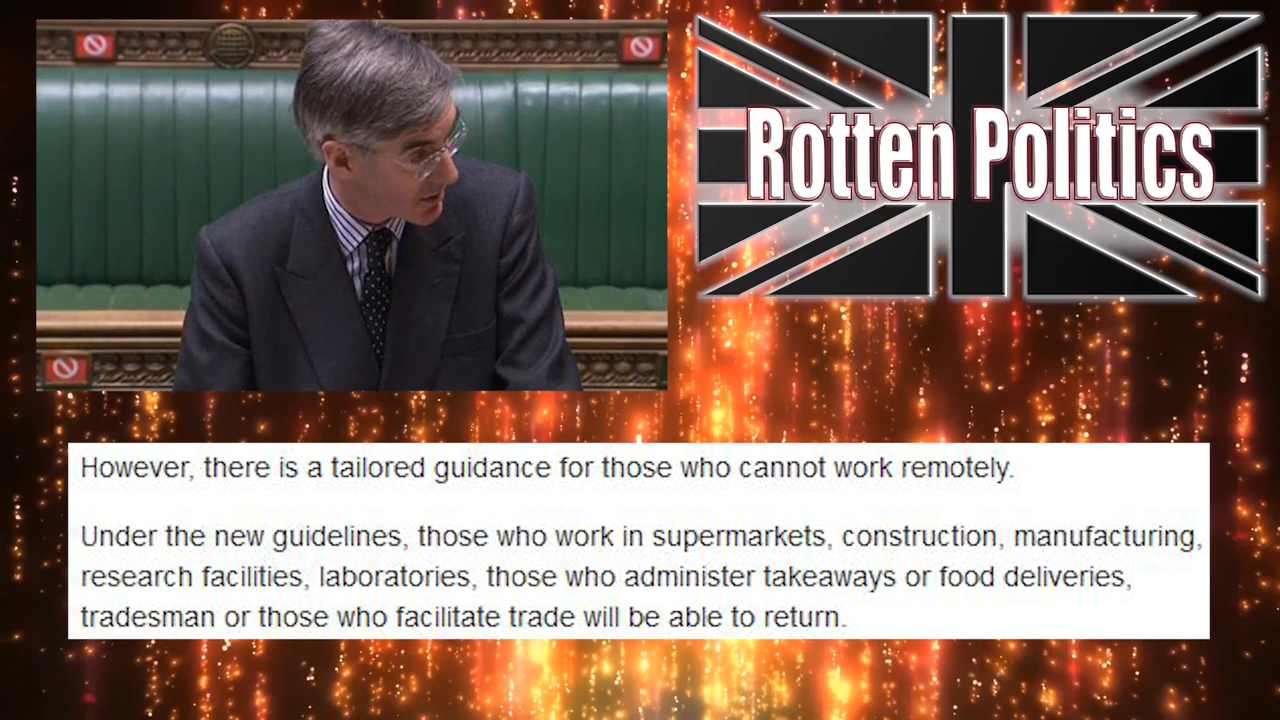 Rotten Politics
However, there is a tailored guidance for those who cannot work remotely.
Under the new guidelines, those who work in supermarkets, construction, manufacturing,
research facilities, laboratories, those who administer takeaways or food deliveries,
tradesman or those who facilitate trade will be able to return.